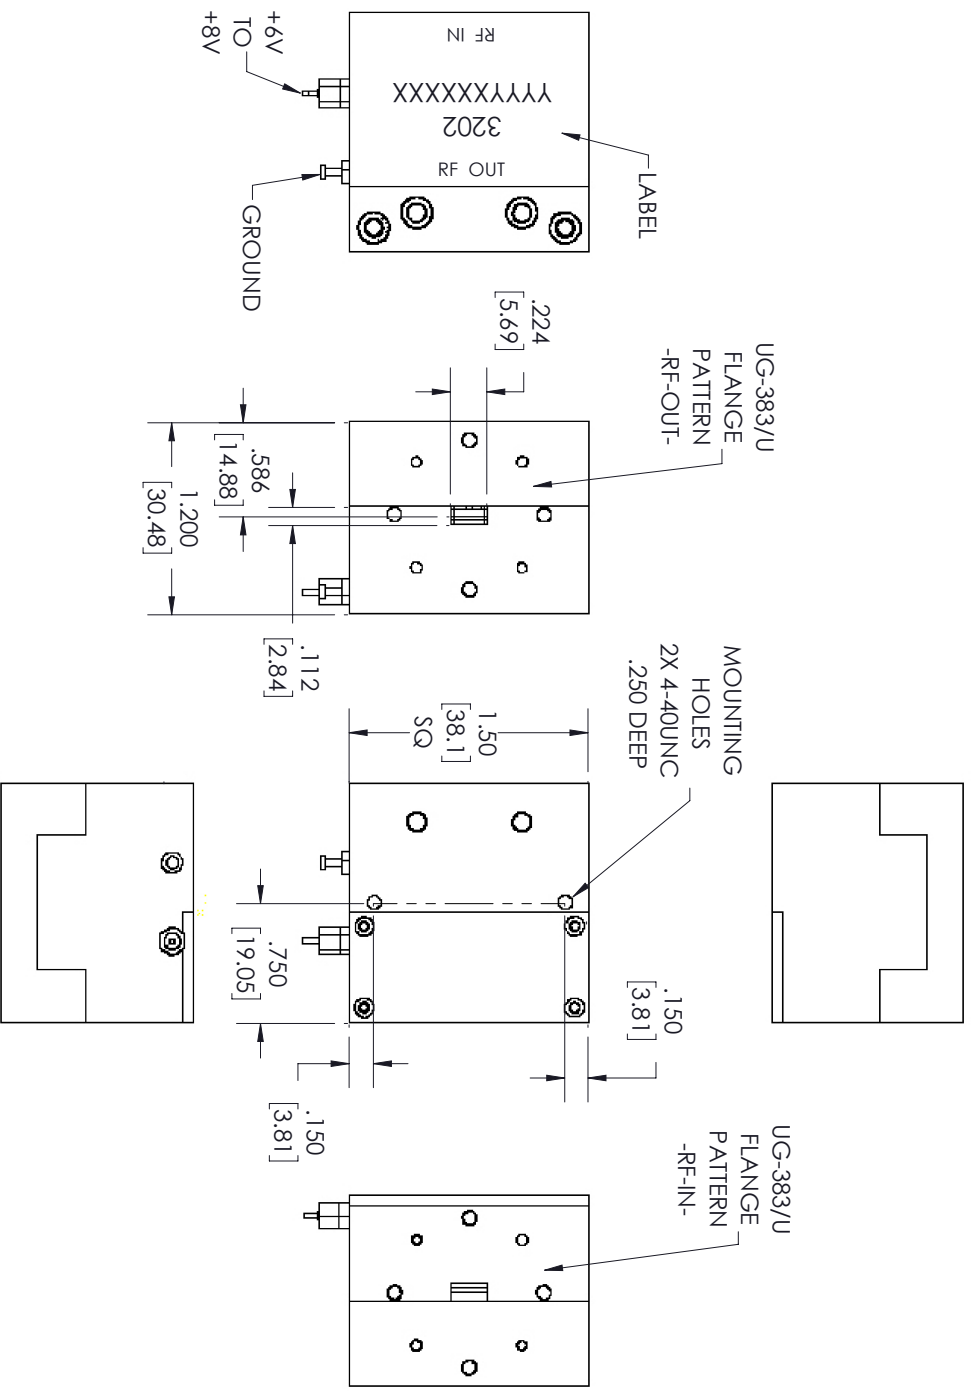 +6V
TO
+8V
RF IN
YYYYXXXXXX
3202
RF OUT
LABEL
GROUND
.224
[5.69]
UG-383/U
FLANGE
PATTERN
-RF-OUT-
.586
[14.88]
1.200
[30.48]
.112
[2.84]
MOUNTING
HOLES
2X 4-40UNC
.250 DEEP
1.50
[38.1]
SQ
.750
[19.05]
.150
[3.81]
.150
[3.81]
UG-383/U
FLANGE
PATTERN
-RF-IN-